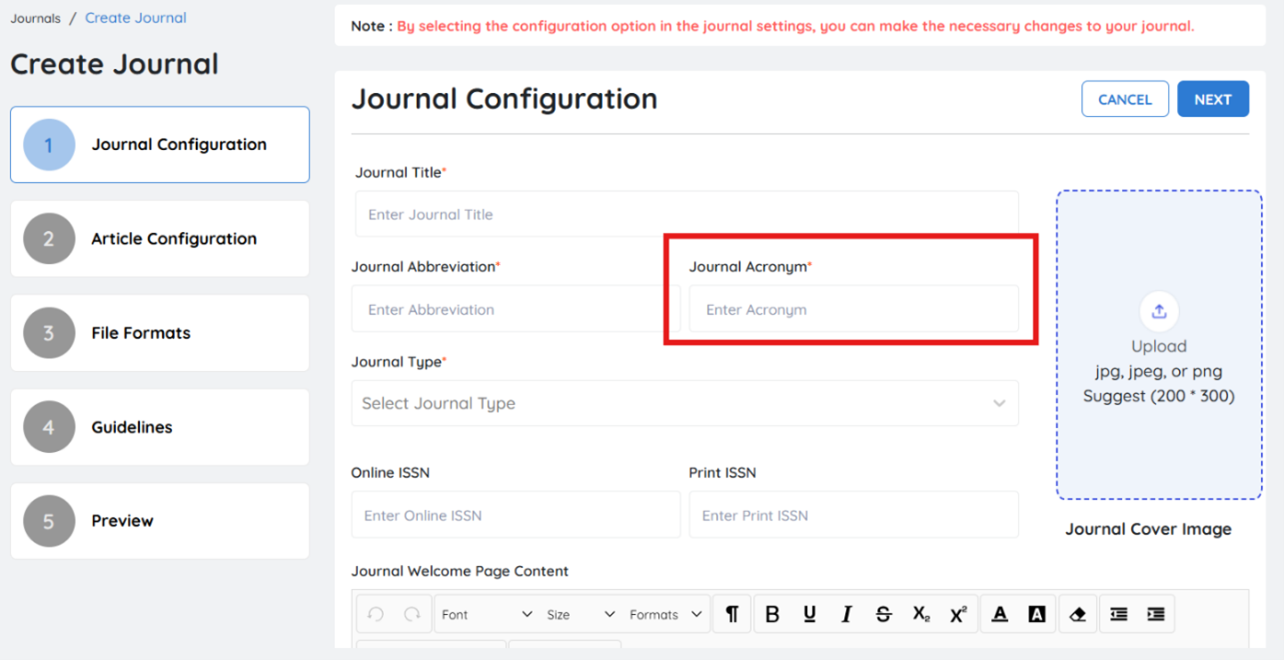 Journals / Create Journal
Create Journal
1 Journal Configuration
2 Article Configuration
3 File Formats
4 Guidelines
5 Preview
Note : By selecting the configuration option in the journal settings, you can make the necessary changes to your journal.
Journal Configuration
CANCEL NEXT
Journal Title*
Enter Journal Title
Journal Abbreviation* Journal Acronym*
Enter Abbreviation Enter Acronym
Journal Type*
Select Journal Type
Online ISSN Print ISSN
Enter Online ISSN Enter Print ISSN
Upload
jpg, jpeg, or png
Suggest (200 * 300)
Journal Cover Image
Journal Welcome Page Content
Font Size Formats ¶ B U I S X₂ X² A A